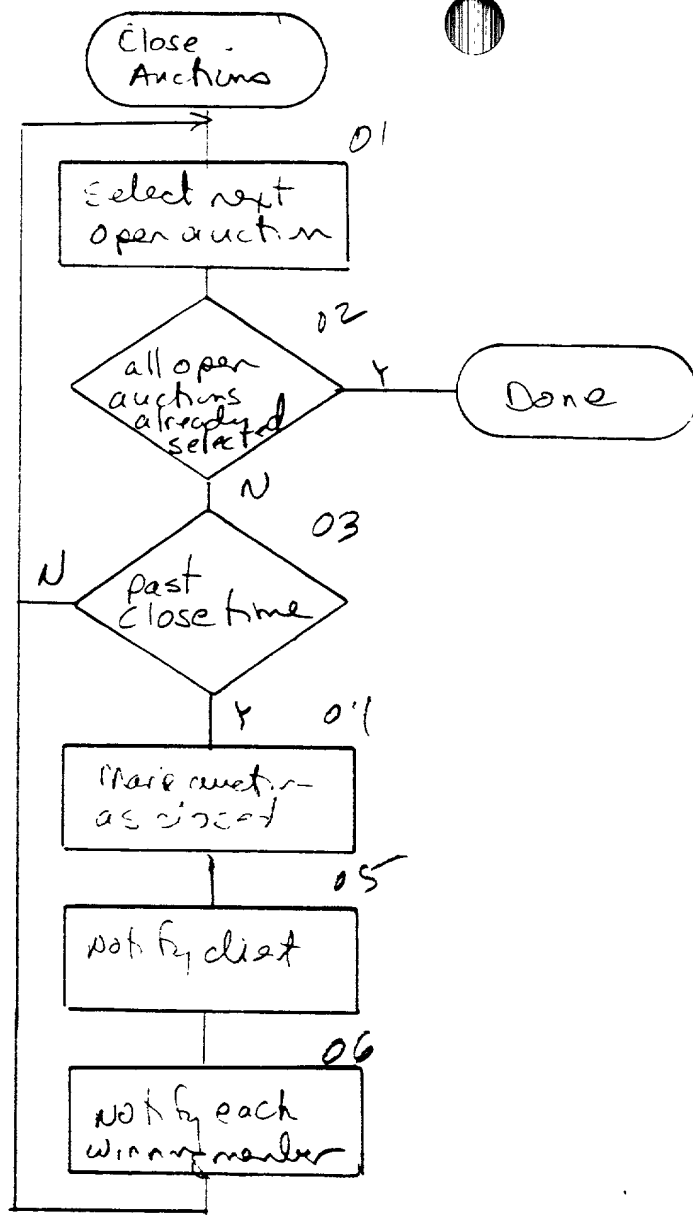 Close
Auctions
01
Select next
open auction
02
all open
auctions
already
selected
Y
Done
N
03
past
close time
N
Y
04
Mark auction
as closed
05
Notify client
06
Notify each
winning member